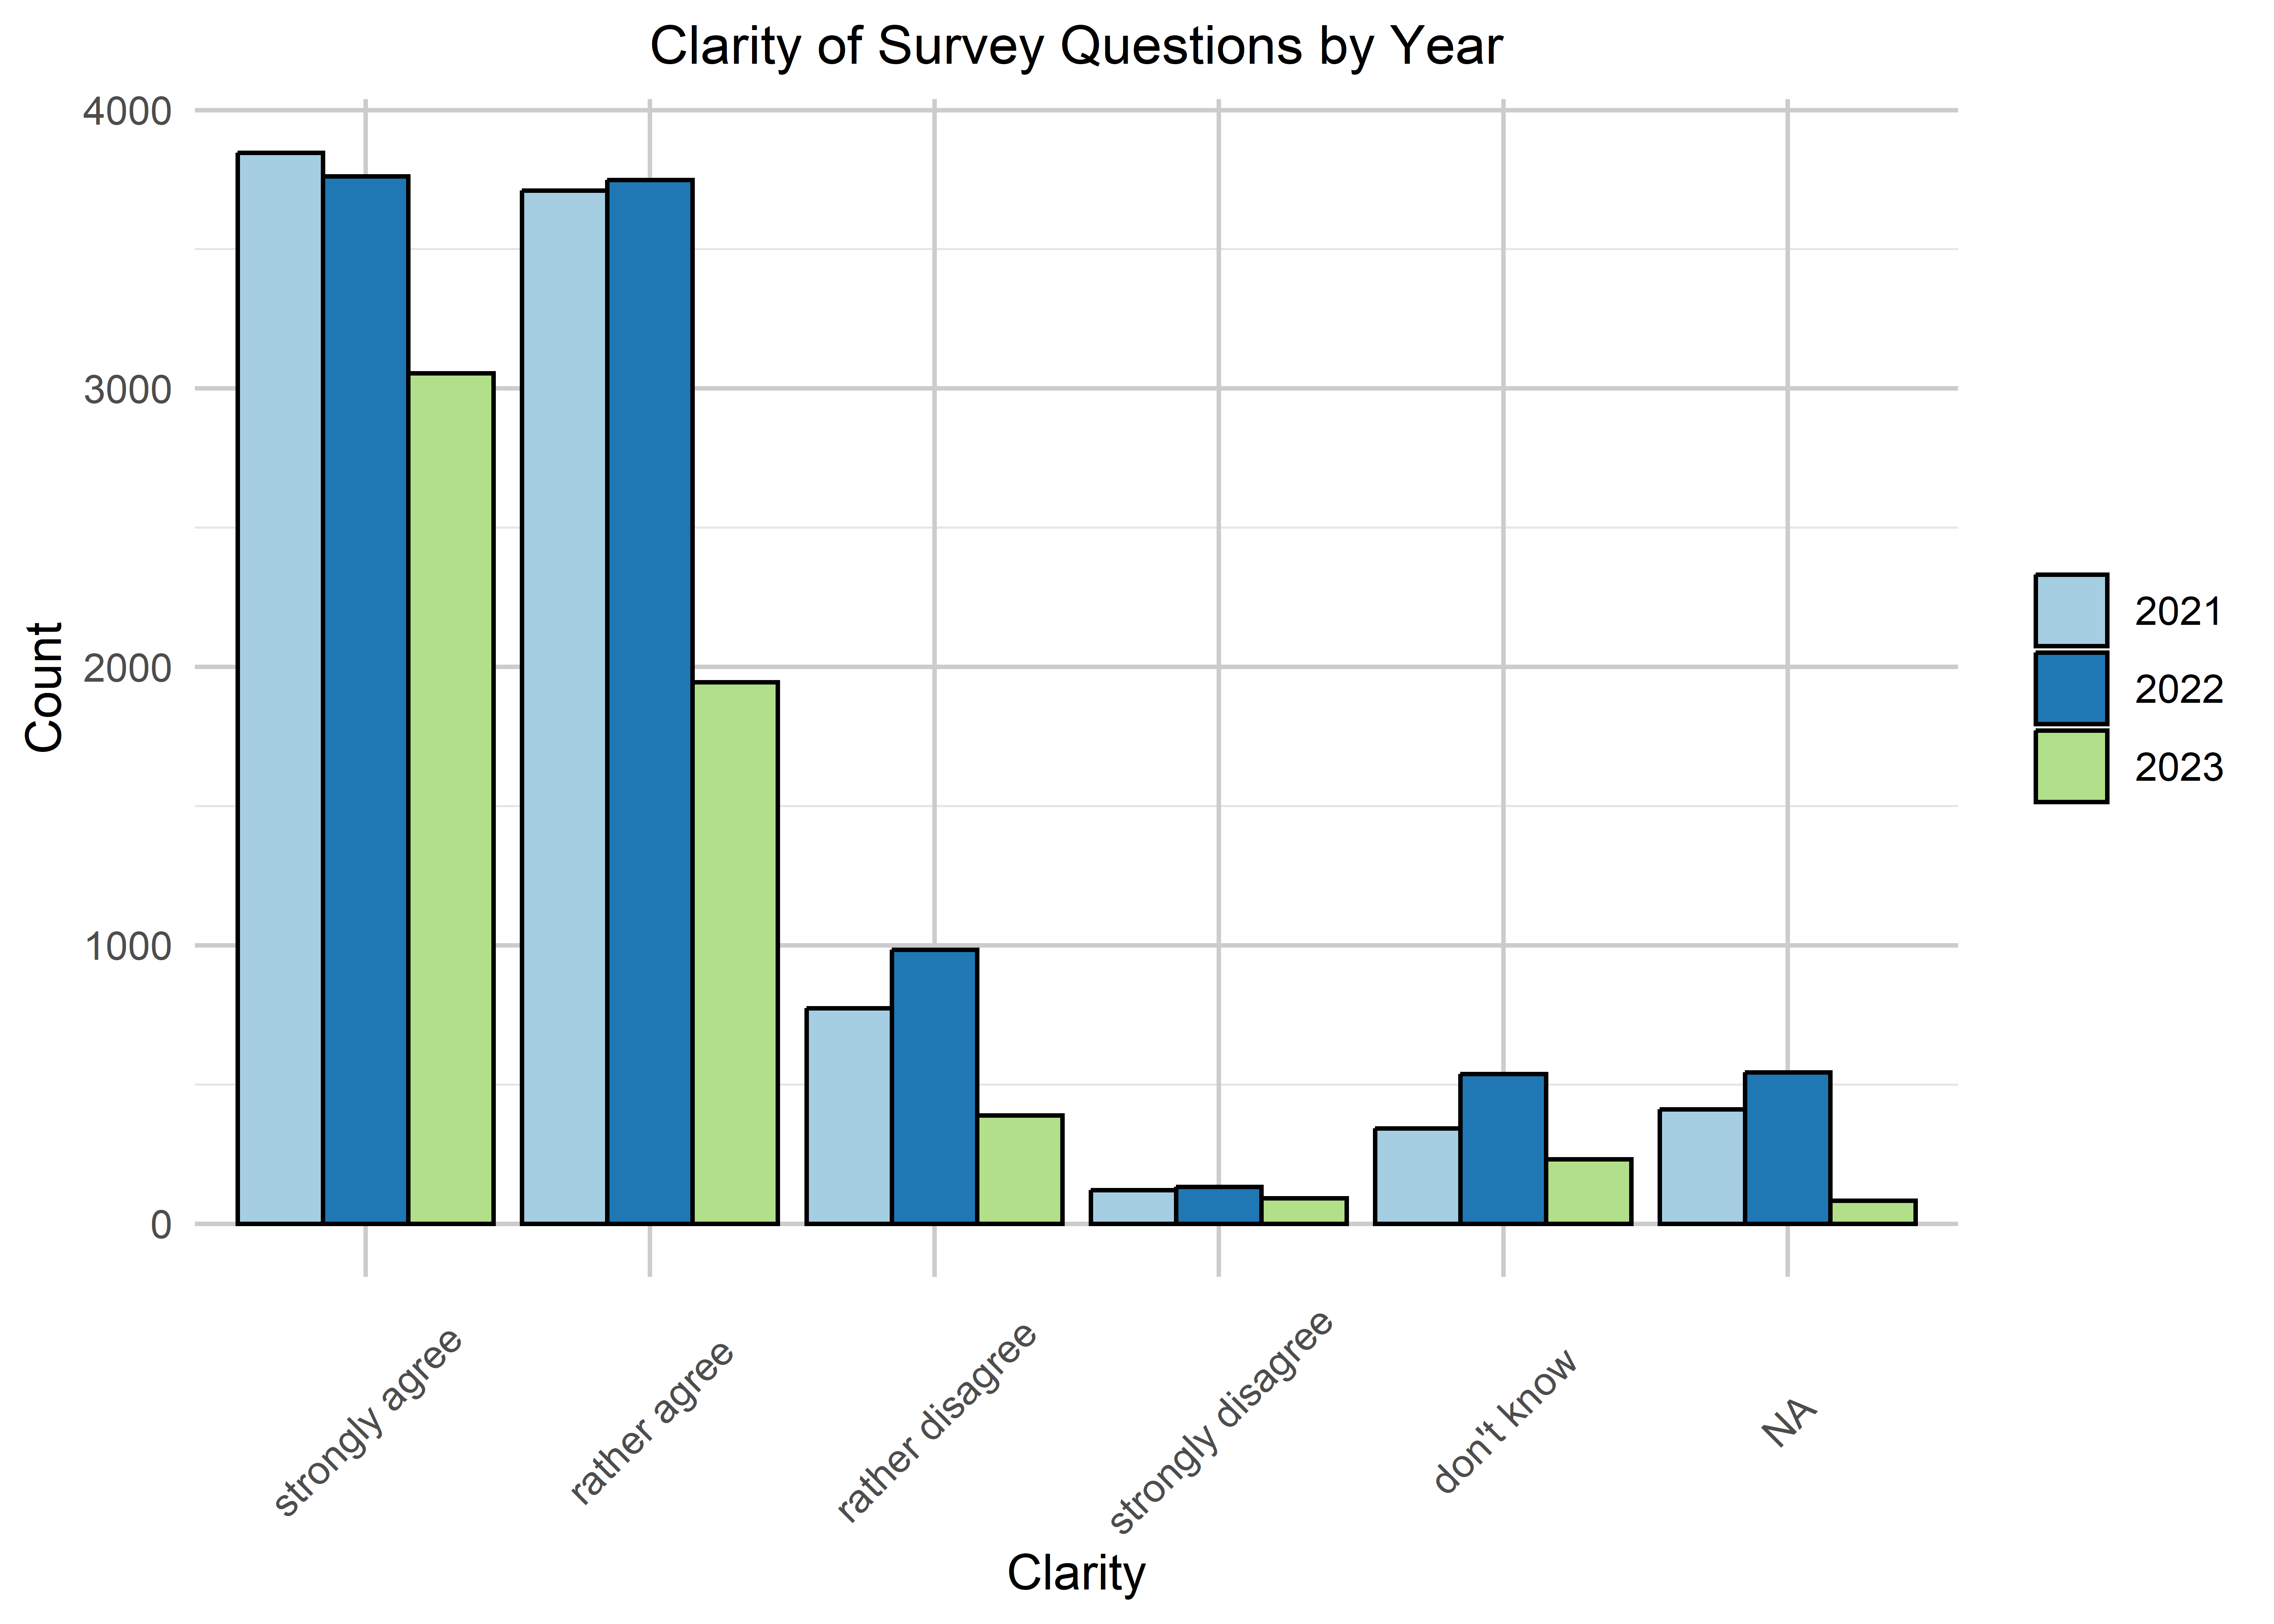 Clarity of Survey Questions by Year
4000
3000
2000
1000
0
Count
strongly agree
rather agree
rather disagree
strongly disagree
don't know
NA
Clarity
2021
2022
2023